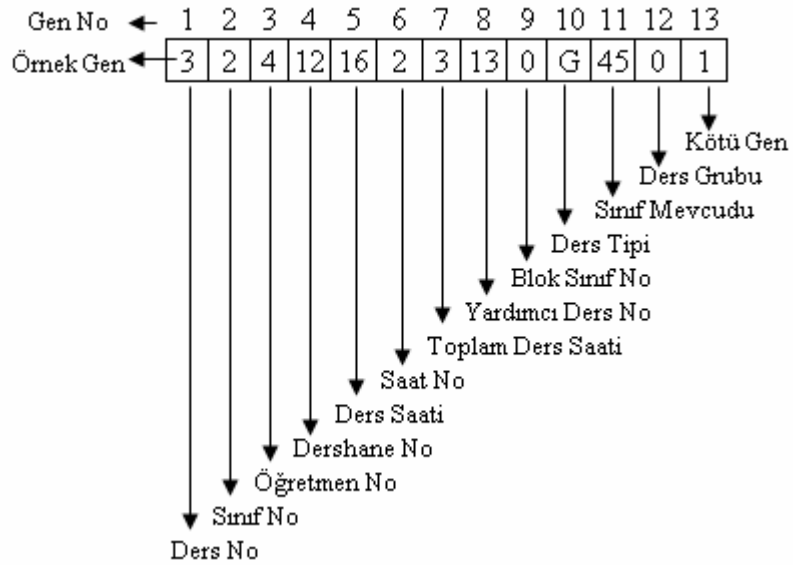 Gen No 1 2 3 4 5 6 7 8 9 10 11 12 13
Örnek Gen 3 2 4 12 16 2 3 13 0 G 45 0 1
Kötü Gen
Ders Grubu
Sınıf Mevcudu
Ders Tipi
Blok Sınıf No
Yardımcı Ders No
Toplam Ders Saati
Saat No
Ders Saati
Dershane No
Öğretmen No
Sınıf No
Ders No